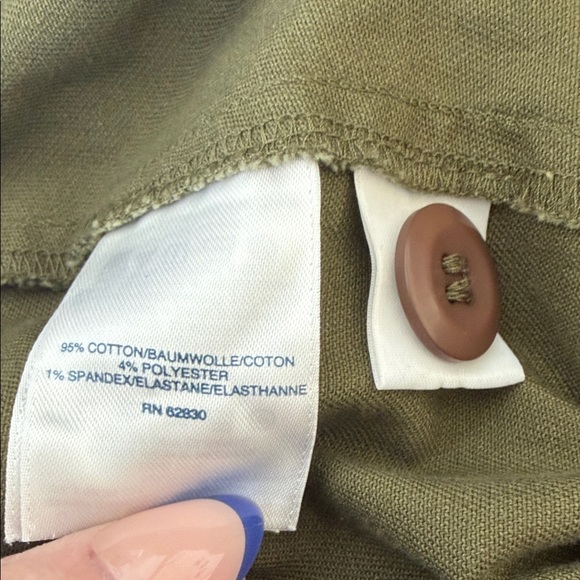 95% COTTON/BAUMWOLLE/COTON
4% POLYESTER
1% SPANDEX/ELASTANE/ELASTHANNE
RN 62830